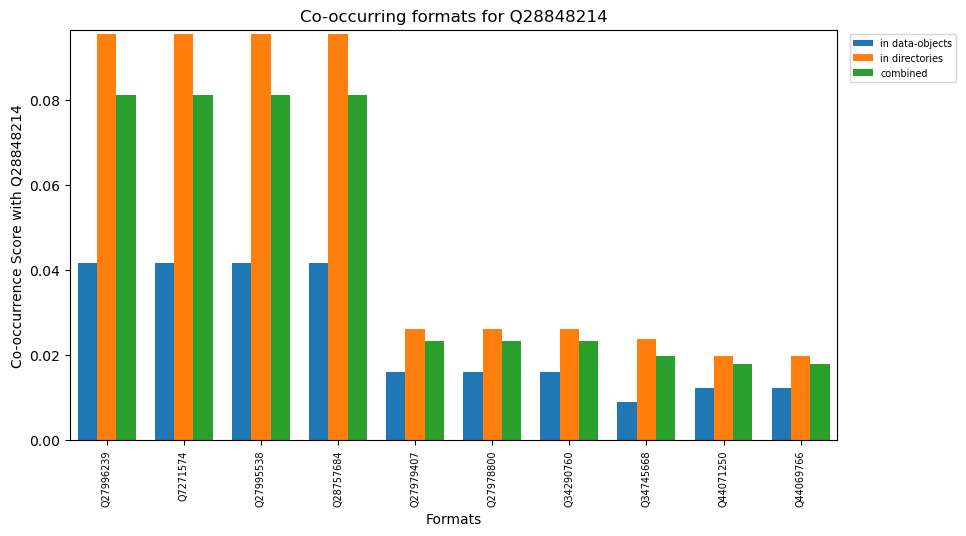 Co-occurring formats for Q28848214
in data-objects
in directories
combined
Co-occurrence Score with Q28848214
0.08
0.06
0.04
0.02
0.00
Q27996239
Q7271574
Q27995538
Q28757684
Q27979407
Q27978800
Q34290760
Q34745668
Q44071250
Q44069766
Formats